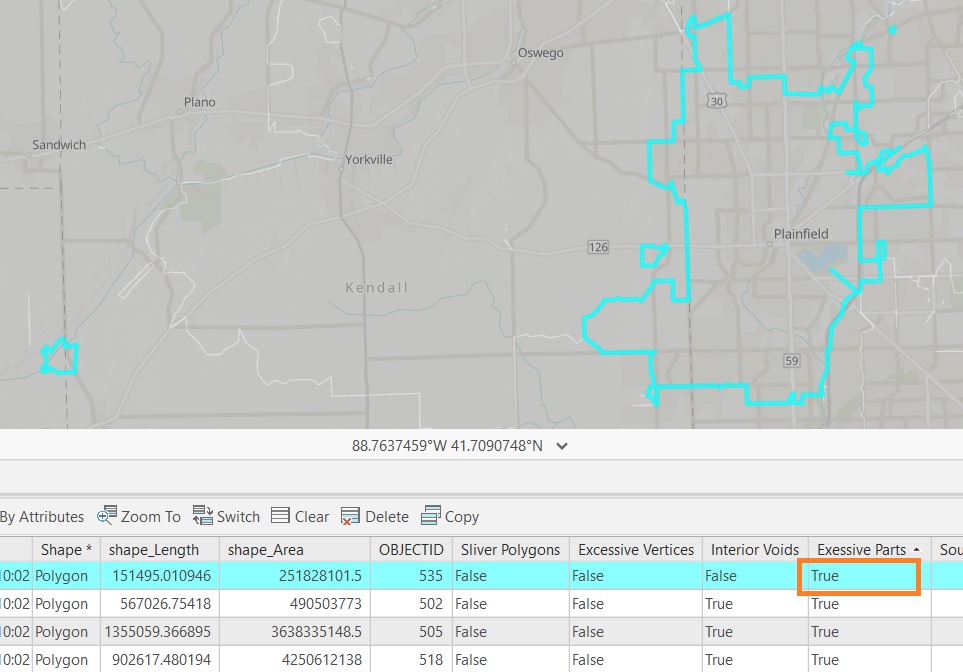 Oswego
Plano
30
Sandwich
Yorkville
Plainfield
126
Kendall
59
88.7637459°W 41.7090748°N
By Attributes Zoom To Switch Clear Delete Copy
Shape * shape_Length shape_Area OBJECTID Sliver Polygons Excessive Vertices Interior Voids Exessive Parts Sou
10:02 Polygon 151495.010946 251828101.5 535 False False False True
10:02 Polygon 567026.75418 490503773 502 False False True True
10:02 Polygon 1355059.366895 3638335148.5 505 False False True True
10:02 Polygon 902617.480194 4250612138 518 False False True True